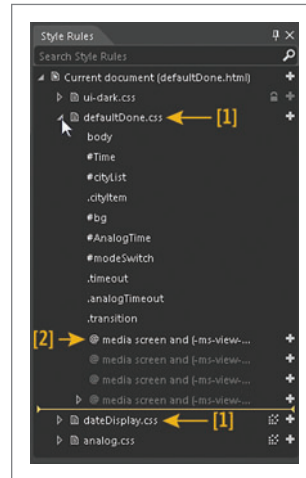 Style Rules
Search Style Rules
Current document (defaultDone.html)
ui-dark.css
defaultDone.css [1]
body
#Time
#cityList
.cityItem
#bg
#AnalogTime
#modeSwitch
.timeout
.analogTimeout
.transition
[2] @ media screen and (-ms-view-...
@ media screen and (-ms-view-...
@ media screen and (-ms-view-...
@ media screen and (-ms-view-...
dateDisplay.css [1]
analog.css